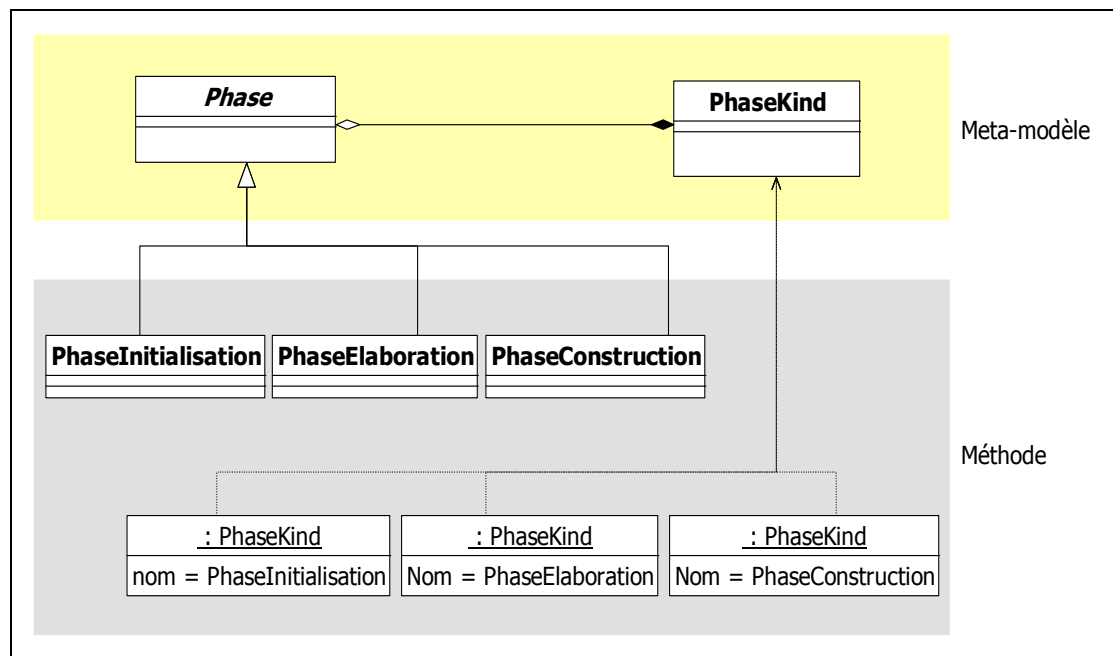 Phase
PhaseKind
Meta-modèle
PhaseInitialisation
PhaseElaboration
PhaseConstruction
Méthode
: PhaseKind
nom = PhaseInitialisation
: PhaseKind
Nom = PhaseElaboration
: PhaseKind
Nom = PhaseConstruction